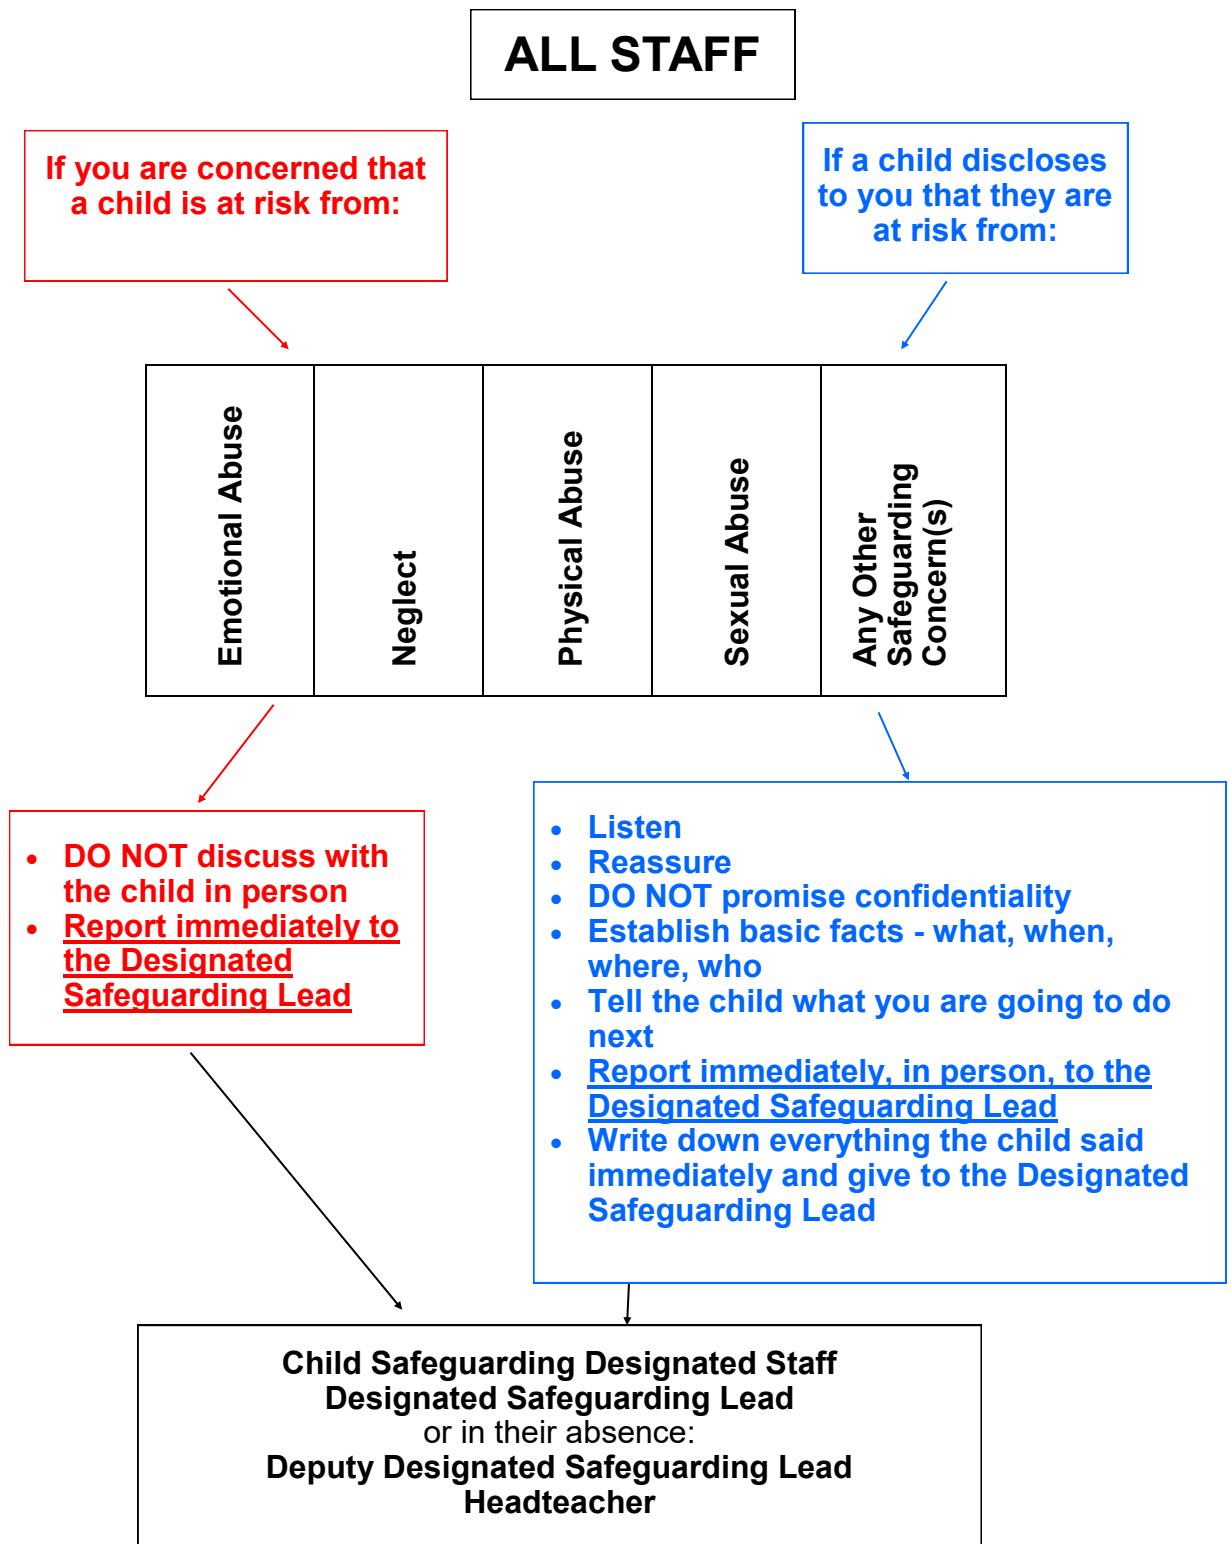 ALL STAFF
If you are concerned that
a child is at risk from:
If a child discloses
to you that they are
at risk from:
Emotional Abuse
Neglect
Physical Abuse
Sexual Abuse
Any Other
Safeguarding
Concern(s)
• DO NOT discuss with
the child in person
• Report immediately to
the Designated
Safeguarding Lead
• Listen
• Reassure
• DO NOT promise confidentiality
• Establish basic facts - what, when,
where, who
• Tell the child what you are going to do
next
• Report immediately, in person, to the
Designated Safeguarding Lead
• Write down everything the child said
immediately and give to the Designated
Safeguarding Lead
Child Safeguarding Designated Staff
Designated Safeguarding Lead
or in their absence:
Deputy Designated Safeguarding Lead
Headteacher